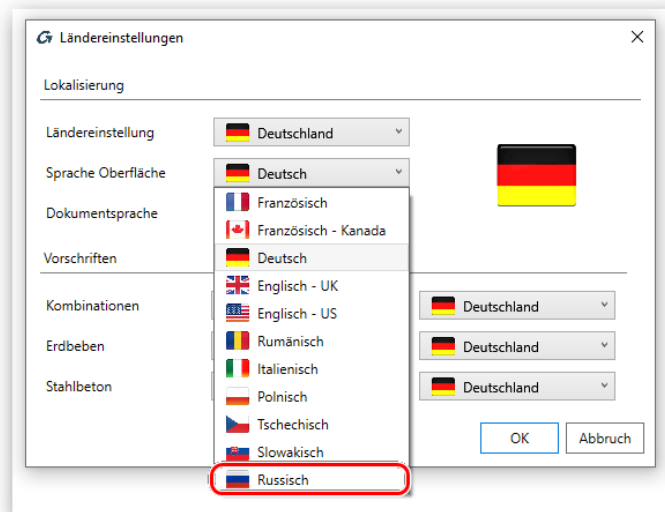 Ländereinstellungen
Lokalisierung
Ländereinstellung Deutschland
Sprache Oberfläche Deutsch
Dokumentsprache
Französisch
Französisch - Kanada
Deutsch
Englisch - UK
Englisch - US
Rumänisch
Italienisch
Polnisch
Tschechisch
Slowakisch
Russisch
Vorschriften
Kombinationen Deutschland
Erdbeben Deutschland
Stahlbeton Deutschland
OK Abbruch